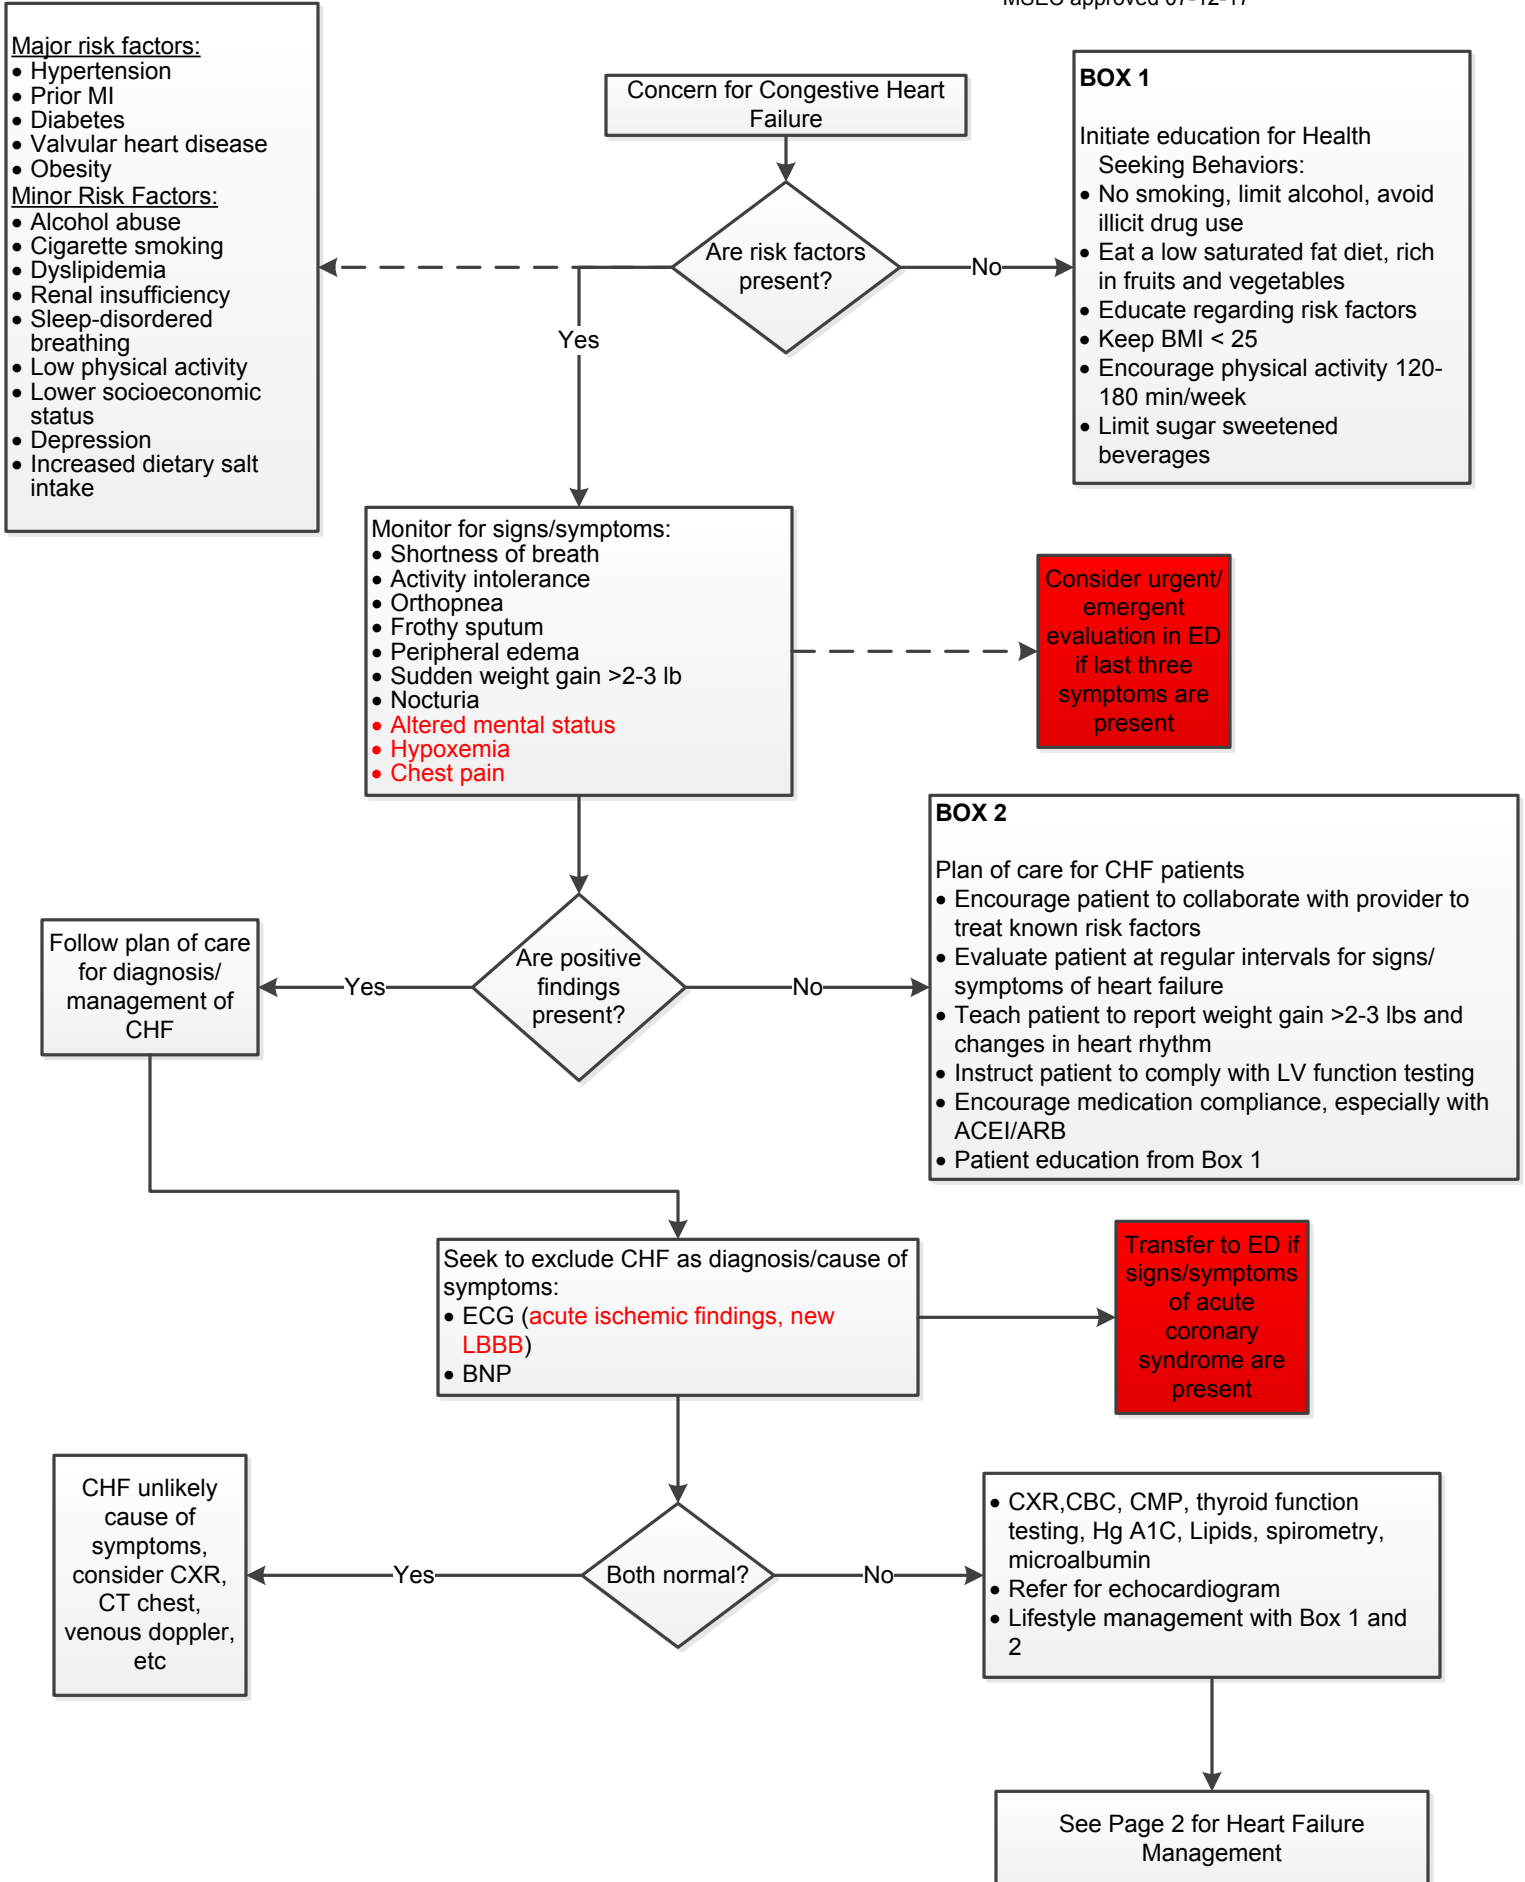 MSEC approved 07-12-17
Major risk factors:
• Hypertension
• Prior MI
• Diabetes
• Valvular heart disease
• Obesity
Minor Risk Factors:
• Alcohol abuse
• Cigarette smoking
• Dyslipidemia
• Renal insufficiency
• Sleep-disordered
breathing
• Low physical activity
• Lower socioeconomic
status
• Depression
• Increased dietary salt
intake
Concern for Congestive Heart
Failure
Are risk factors
present?
No
Yes
BOX 1
Initiate education for Health
Seeking Behaviors:
• No smoking, limit alcohol, avoid
illicit drug use
• Eat a low saturated fat diet, rich
in fruits and vegetables
• Educate regarding risk factors
• Keep BMI < 25
• Encourage physical activity 120-
180 min/week
• Limit sugar sweetened
beverages
Monitor for signs/symptoms:
• Shortness of breath
• Activity intolerance
• Orthopnea
• Frothy sputum
• Peripheral edema
• Sudden weight gain >2-3 lb
• Nocturia
• Altered mental status
• Hypoxemia
• Chest pain
Consider urgent/
emergent
evaluation in ED
if last three
symptoms are
present
Are positive
findings
present?
Yes
No
Follow plan of care
for diagnosis/
management of
CHF
BOX 2
Plan of care for CHF patients
• Encourage patient to collaborate with provider to
treat known risk factors
• Evaluate patient at regular intervals for signs/
symptoms of heart failure
• Teach patient to report weight gain >2-3 lbs and
changes in heart rhythm
• Instruct patient to comply with LV function testing
• Encourage medication compliance, especially with
ACEI/ARB
• Patient education from Box 1
Seek to exclude CHF as diagnosis/cause of
symptoms:
• ECG (acute ischemic findings, new
LBBB)
• BNP
Transfer to ED if
signs/symptoms
of acute
coronary
syndrome are
present
Both normal?
Yes
No
CHF unlikely
cause of
symptoms,
consider CXR,
CT chest,
venous doppler,
etc
• CXR,CBC, CMP, thyroid function
testing, Hg A1C, Lipids, spirometry,
microalbumin
• Refer for echocardiogram
• Lifestyle management with Box 1 and
2
See Page 2 for Heart Failure
Management